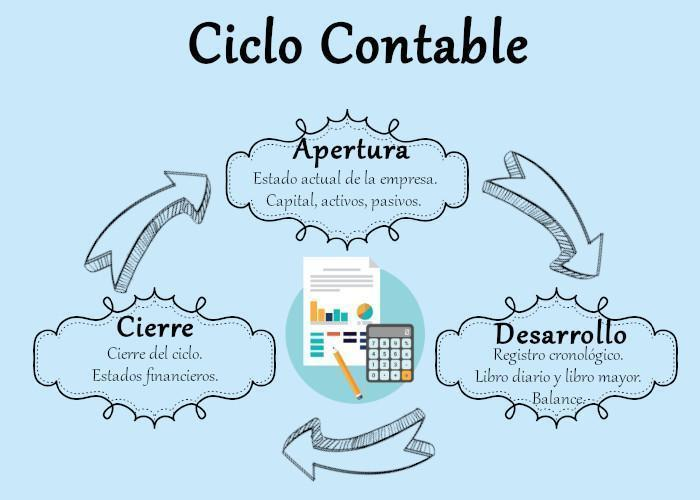 Ciclo Contable
Apertura
Estado actual de la empresa.
Capital, activos, pasivos.
Cierre
Cierre del ciclo.
Estados financieros.
Desarrollo
Registro cronológico.
Libro diario y libro mayor.
Balance.